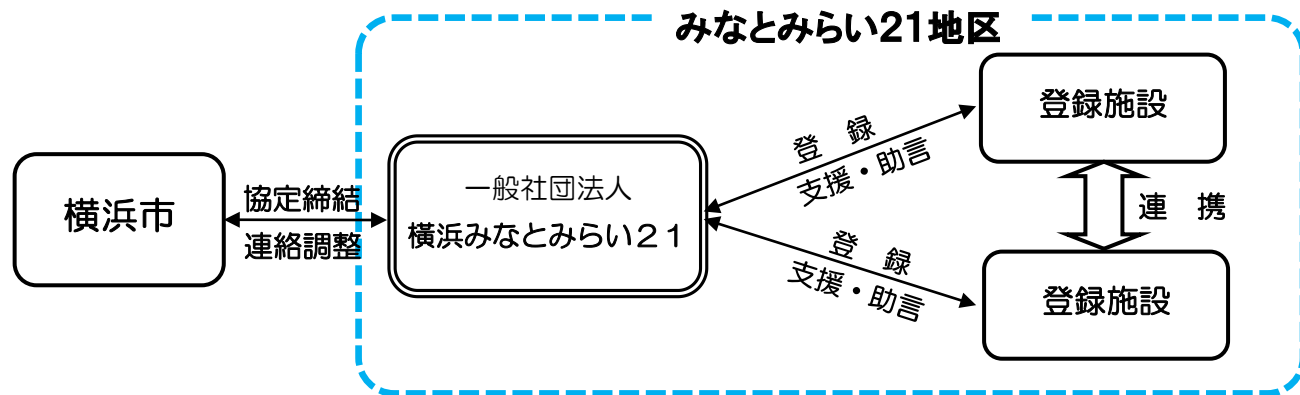 みなとみらい21地区
横浜市
協定締結
連絡調整
一般社団法人
横浜みなとみらい２１
登　録
支援・助言
登　録
支援・助言
登録施設
連　携
登録施設